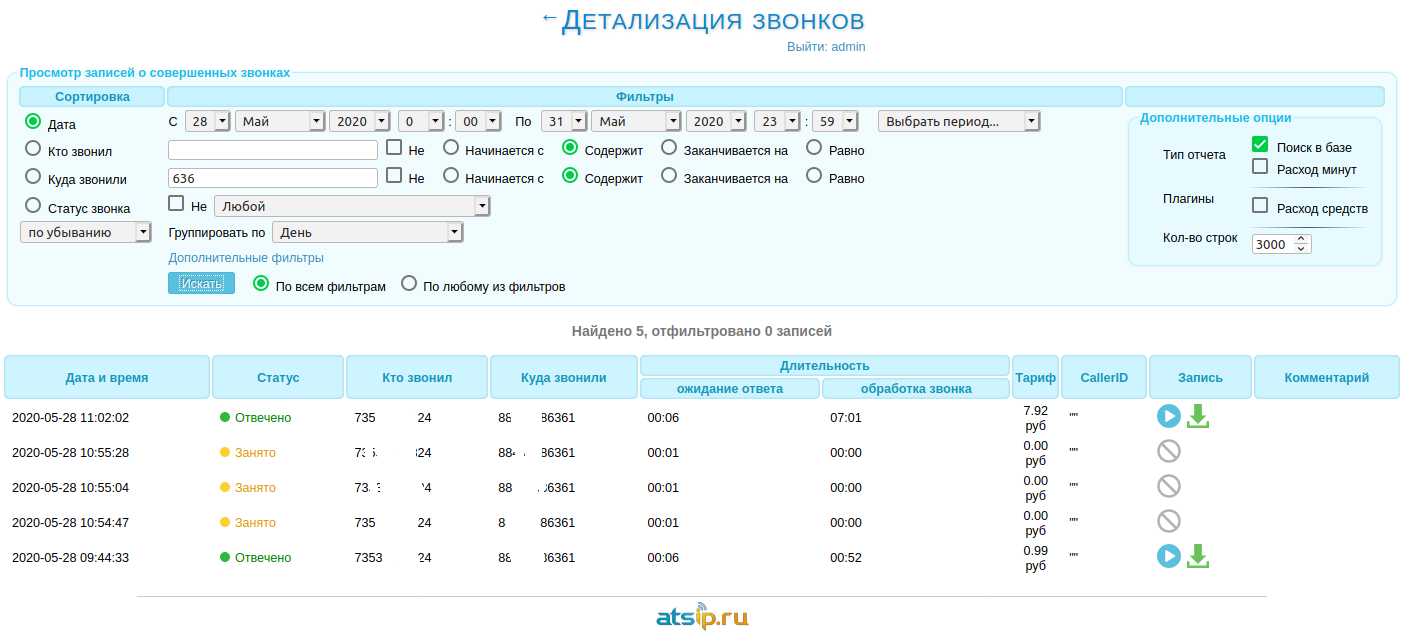 ←Детализация звонков
Выйти: admin
Просмотр записей о совершенных звонках
Сортировка Фильтры
Дата С 28 Май 2020 0 : 00 По 31 Май 2020 23 : 59 Выбрать период...
Дополнительные опции
Кто звонил Не Начинается с Содержит Заканчивается на Равно
Тип отчета Поиск в базе
Расход минут
Куда звонили 636 Не Начинается с Содержит Заканчивается на Равно
Статус звонка Не Любой
Плагины Расход средств
по убыванию Группировать по День
Кол-во строк 3000
Дополнительные фильтры
Искать По всем фильтрам По любому из фильтров
Найдено 5, отфильтровано 0 записей
Дата и время Статус Кто звонил Куда звонили Длительность Тариф CallerID Запись Комментарий
ожидание ответа обработка звонка
2020-05-28 11:02:02 Отвечено 735 24 88 86361 00:06 07:01 7.92 руб ""
2020-05-28 10:55:28 Занято 24 88 86361 00:01 00:00 0.00 руб ""
2020-05-28 10:55:04 Занято 73 24 88 6361 00:01 00:00 0.00 руб ""
2020-05-28 10:54:47 Занято 735 24 8 86361 00:01 00:00 0.00 руб ""
2020-05-28 09:44:33 Отвечено 7353 24 88 6361 00:06 00:52 0.99 руб ""
atsip.ru